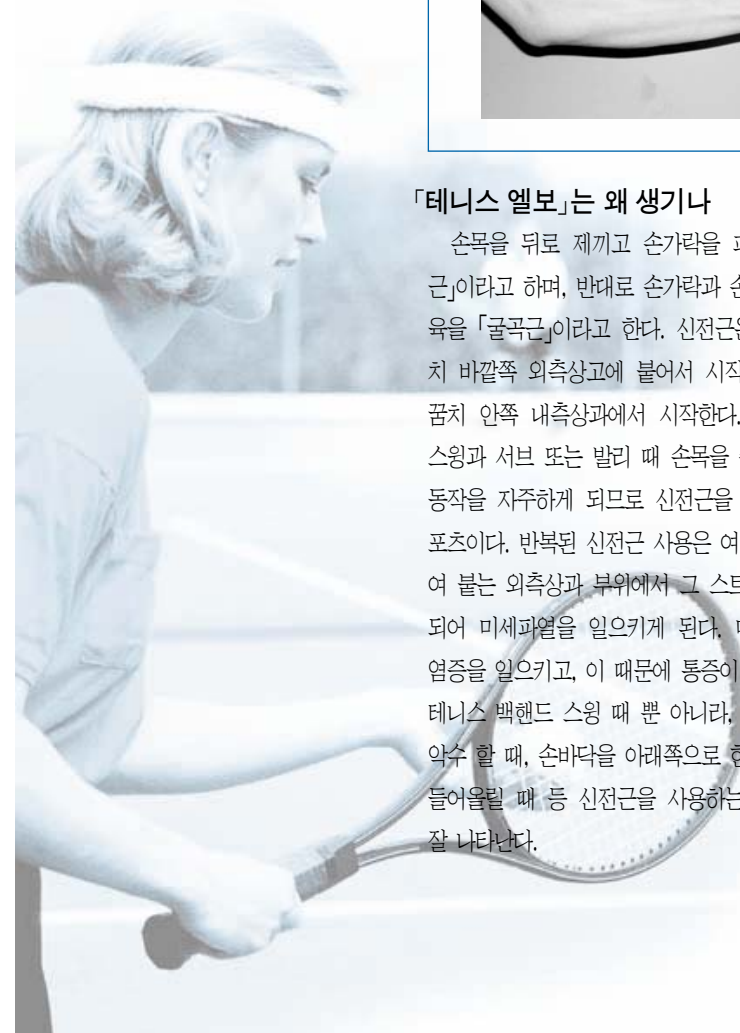 「테니스 엘보」는 왜 생기나
손목을 뒤로 제끼고 손가락을
근」이라고 하며, 반대로 손가락과
육을 「굴곡근」이라고 한다.
치 바깥쪽 외측상고에 붙어서
꿈치 안쪽 내측상과에서 시작한다.
스윙과 서브 또는 발리 때 손목을
동작을 자주하게 되므로 신전근을
포츠이다. 반복된 신전근 사용은
여 붙는 외측상과 부위에서 그
되어 미세파열을 일으키게 된다.
염증을 일으키고, 이 때문에 통증이
테니스 백핸드 스윙 때 뿐 아니라,
악수 할 때, 손바닥을 아래쪽으로
들어올릴 때 등 신전근을 사용하는
잘 나타난다.